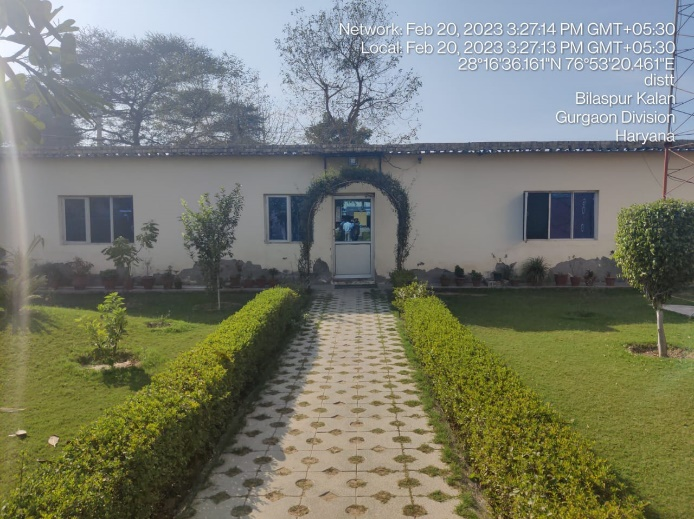 Network: Feb 20, 2023 3:27:14 PM GMT+05:30
Local: Feb 20, 2023 3:27:13 PM GMT+05:30
28°16'36.161"N 76°53'20.461"E
distt
Bilaspur Kalan
Gurgaon Division
Haryana